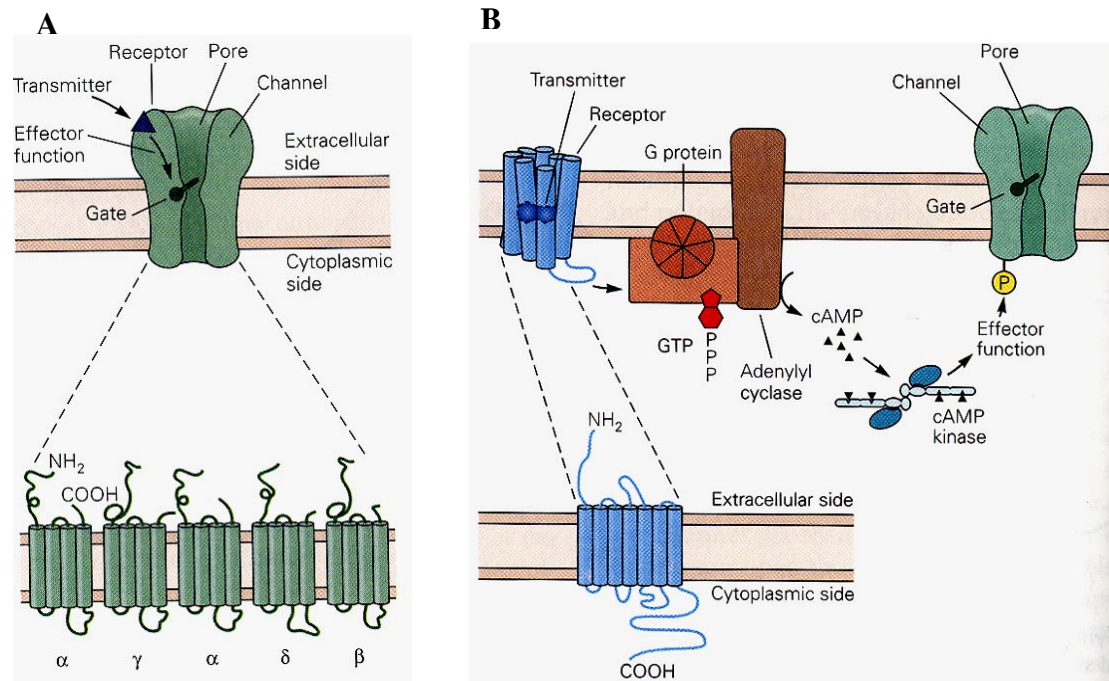 A
Receptor
Pore
Transmitter
Channel
Effector
function
Extracellular
side
Gate
Cytoplasmic
side
NH2
COOH
α γ α δ β
B
Transmitter
Receptor
G protein
Pore
Channel
Gate
P
cAMP
GTP
P
P
P
Adenylyl
cyclase
Effector
function
cAMP
kinase
NH2
Extracellular side
Cytoplasmic side
COOH